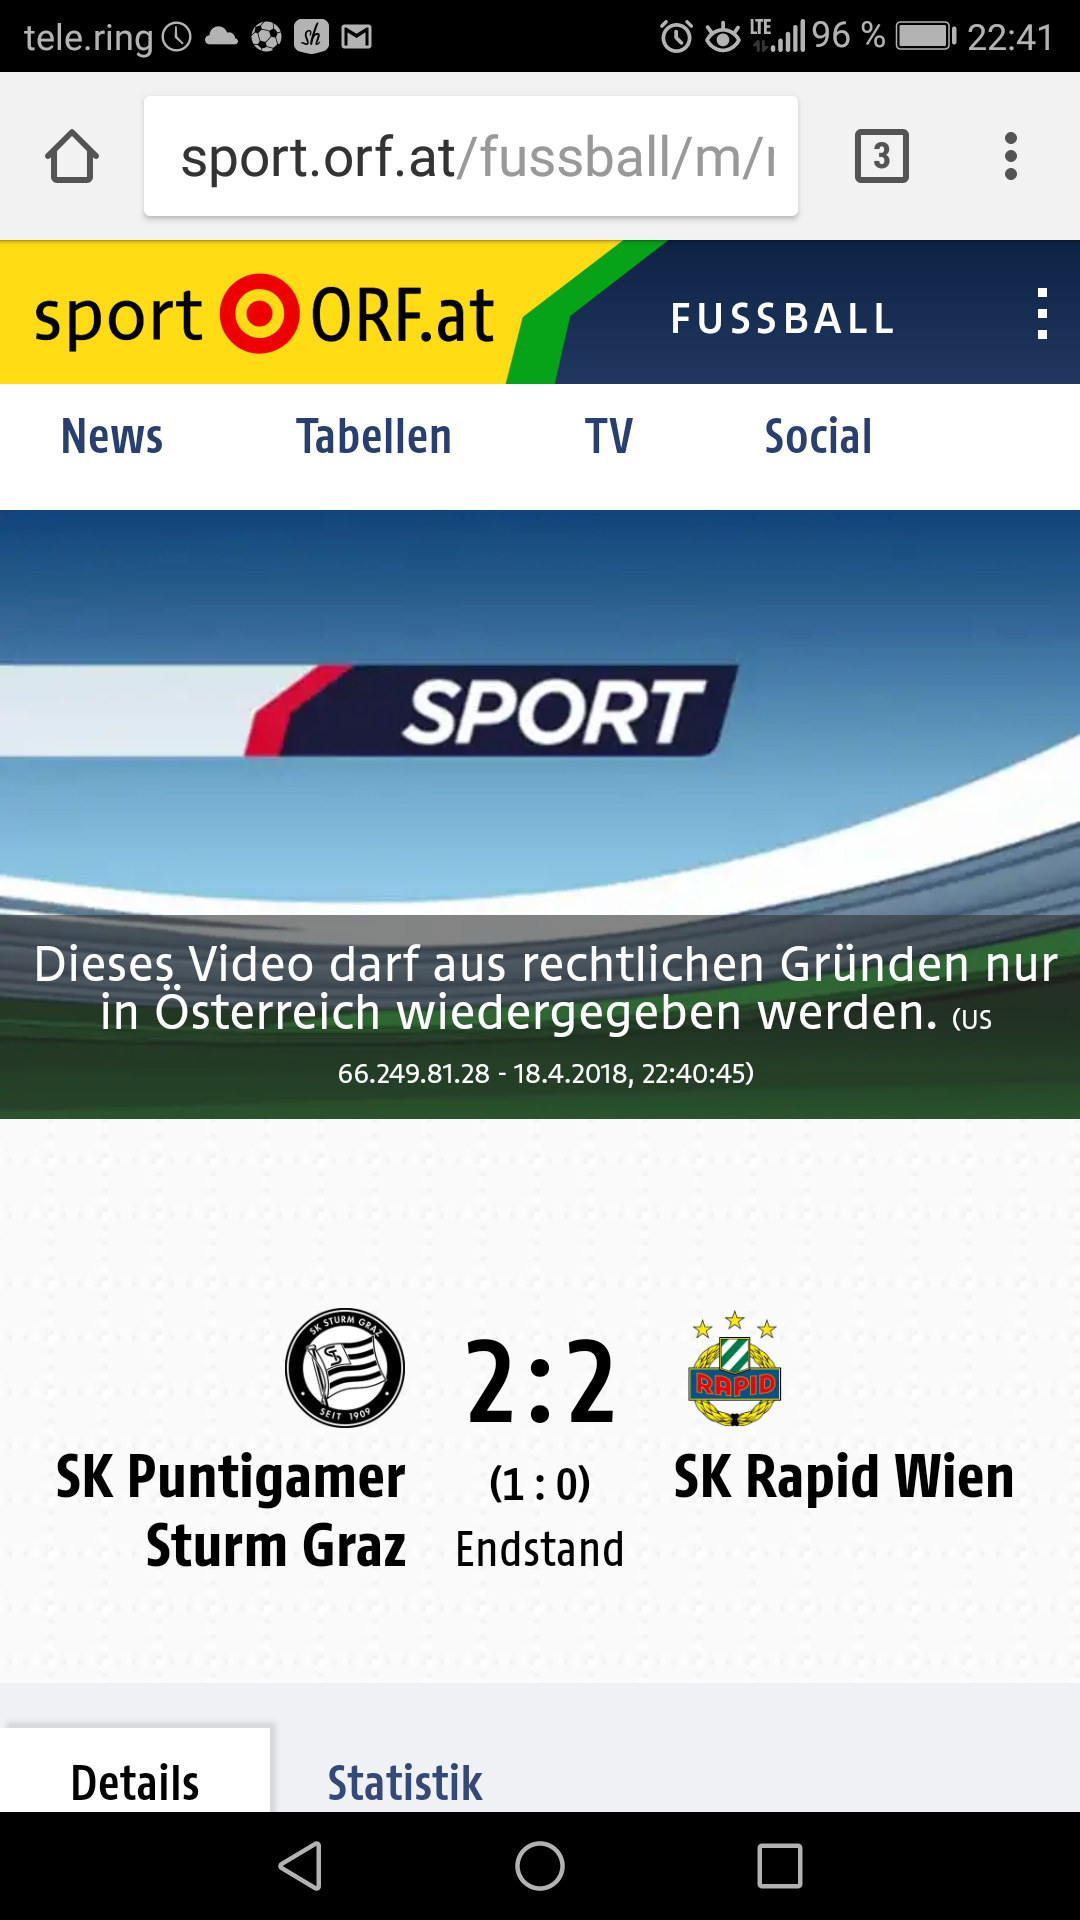 tele.ring sh LTE 96 % 22:41
sport.orf.at/fussball/m/
3
sport ORF.at FUSSBALL
News Tabellen TV Social
SPORT
Dieses Video darf aus rechtlichen Gründen nur
in Österreich wiedergegeben werden. (US
66.249.81.28 - 18.4.2018, 22:40:45)
SK STURM GRAZ
SEIT 1909
RAPID
2:2
SK Puntigamer (1 : 0) SK Rapid Wien
Sturm Graz Endstand
Details Statistik